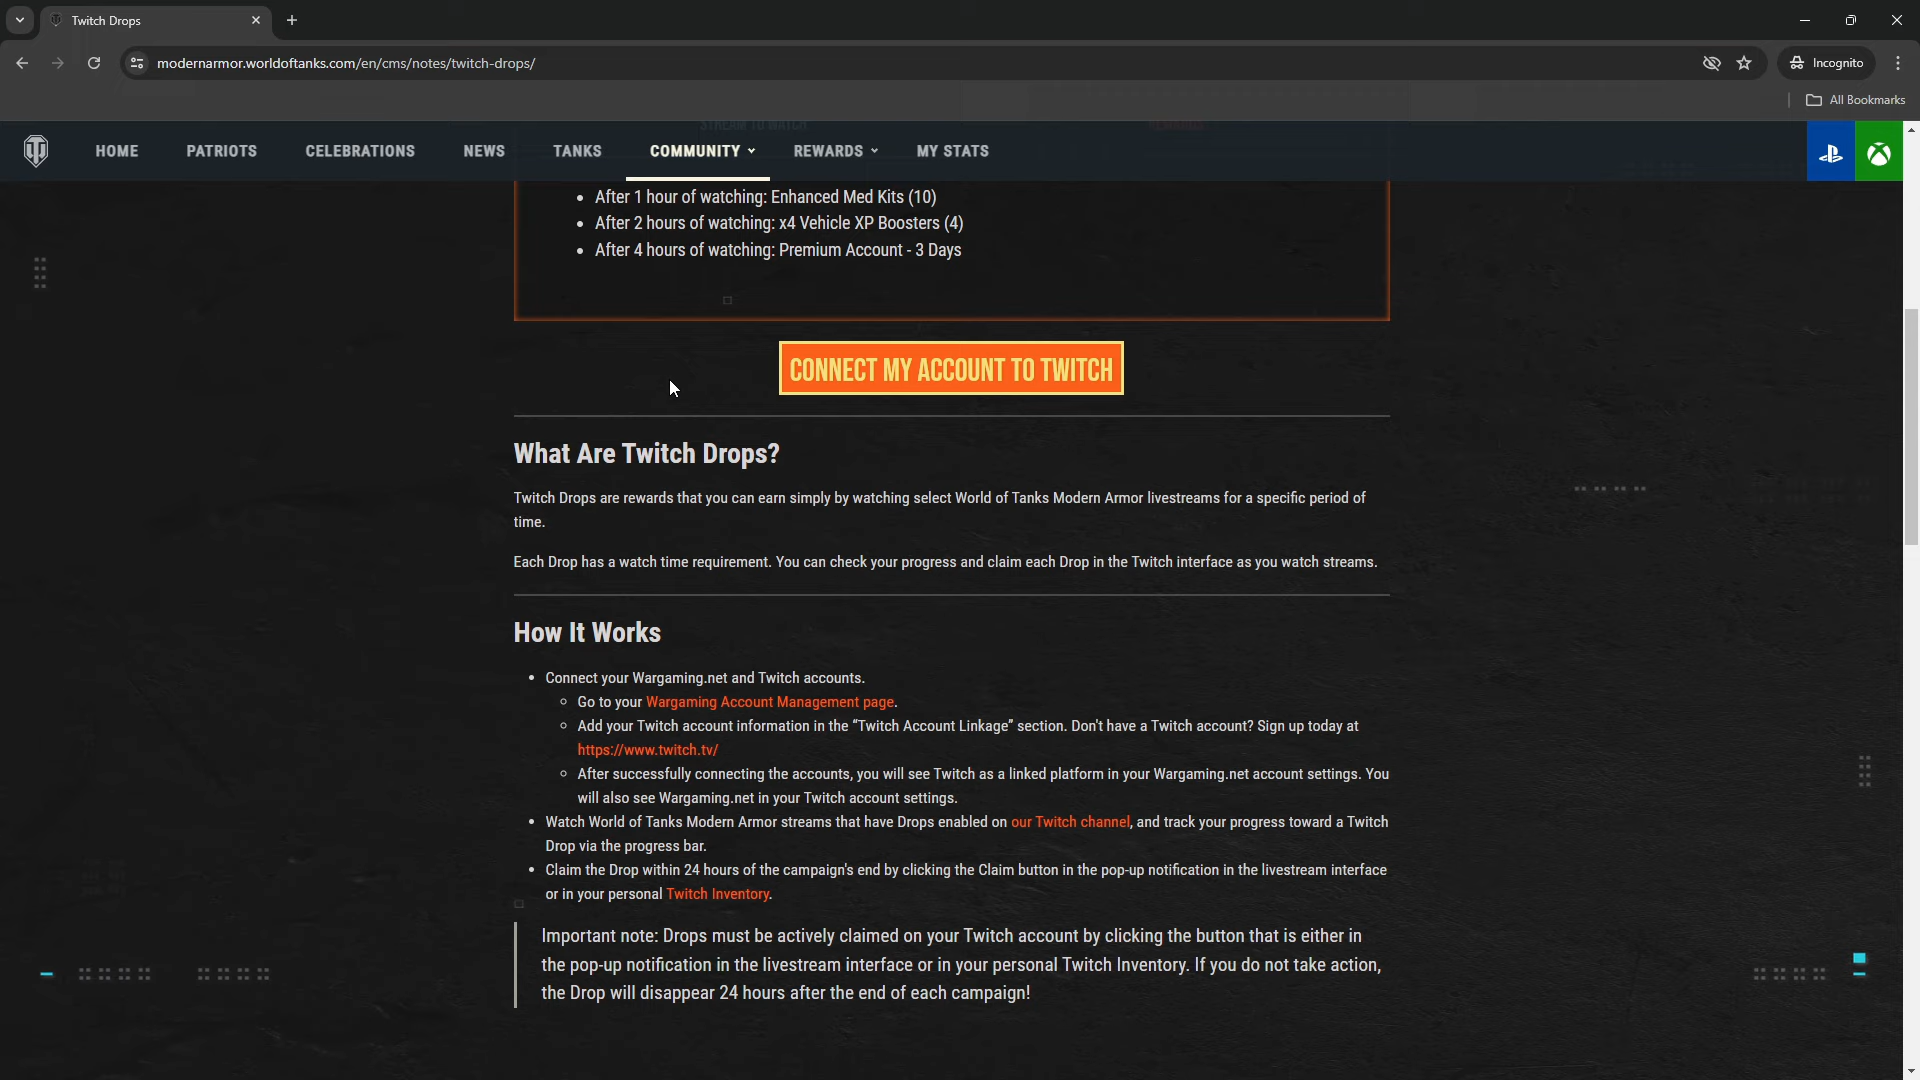 Twitch Drops
modernarmor.worldoftanks.com/en/cms/notes/twitch-drops/
Incognito
All Bookmarks
STREAM TO WATCH
HOME
PATRIOTS
CELEBRATIONS
NEWS
TANKS
COMMUNITY
REWARDS
MY STATS
• After 1 hour of watching: Enhanced Med Kits (10)
• After 2 hours of watching: x4 Vehicle XP Boosters (4)
• After 4 hours of watching: Premium Account - 3 Days
CONNECT MY ACCOUNT TO TWITCH
What Are Twitch Drops?
Twitch Drops are rewards that you can earn simply by watching select World of Tanks Modern Armor livestreams for a specific period of
time.
Each Drop has a watch time requirement. You can check your progress and claim each Drop in the Twitch interface as you watch streams.
How It Works
• Connect your Wargaming.net and Twitch accounts.
Go to your Wargaming Account Management page.
Add your Twitch account information in the “Twitch Account Linkage” section. Don't have a Twitch account? Sign up today at
https://www.twitch.tv/
After successfully connecting the accounts, you will see Twitch as a linked platform in your Wargaming.net account settings. You
will also see Wargaming.net in your Twitch account settings.
• Watch World of Tanks Modern Armor streams that have Drops enabled on our Twitch channel, and track your progress toward a Twitch
Drop via the progress bar.
• Claim the Drop within 24 hours of the campaign's end by clicking the Claim button in the pop-up notification in the livestream interface
or in your personal Twitch Inventory.
Important note: Drops must be actively claimed on your Twitch account by clicking the button that is either in
the pop-up notification in the livestream interface or in your personal Twitch Inventory. If you do not take action,
the Drop will disappear 24 hours after the end of each campaign!